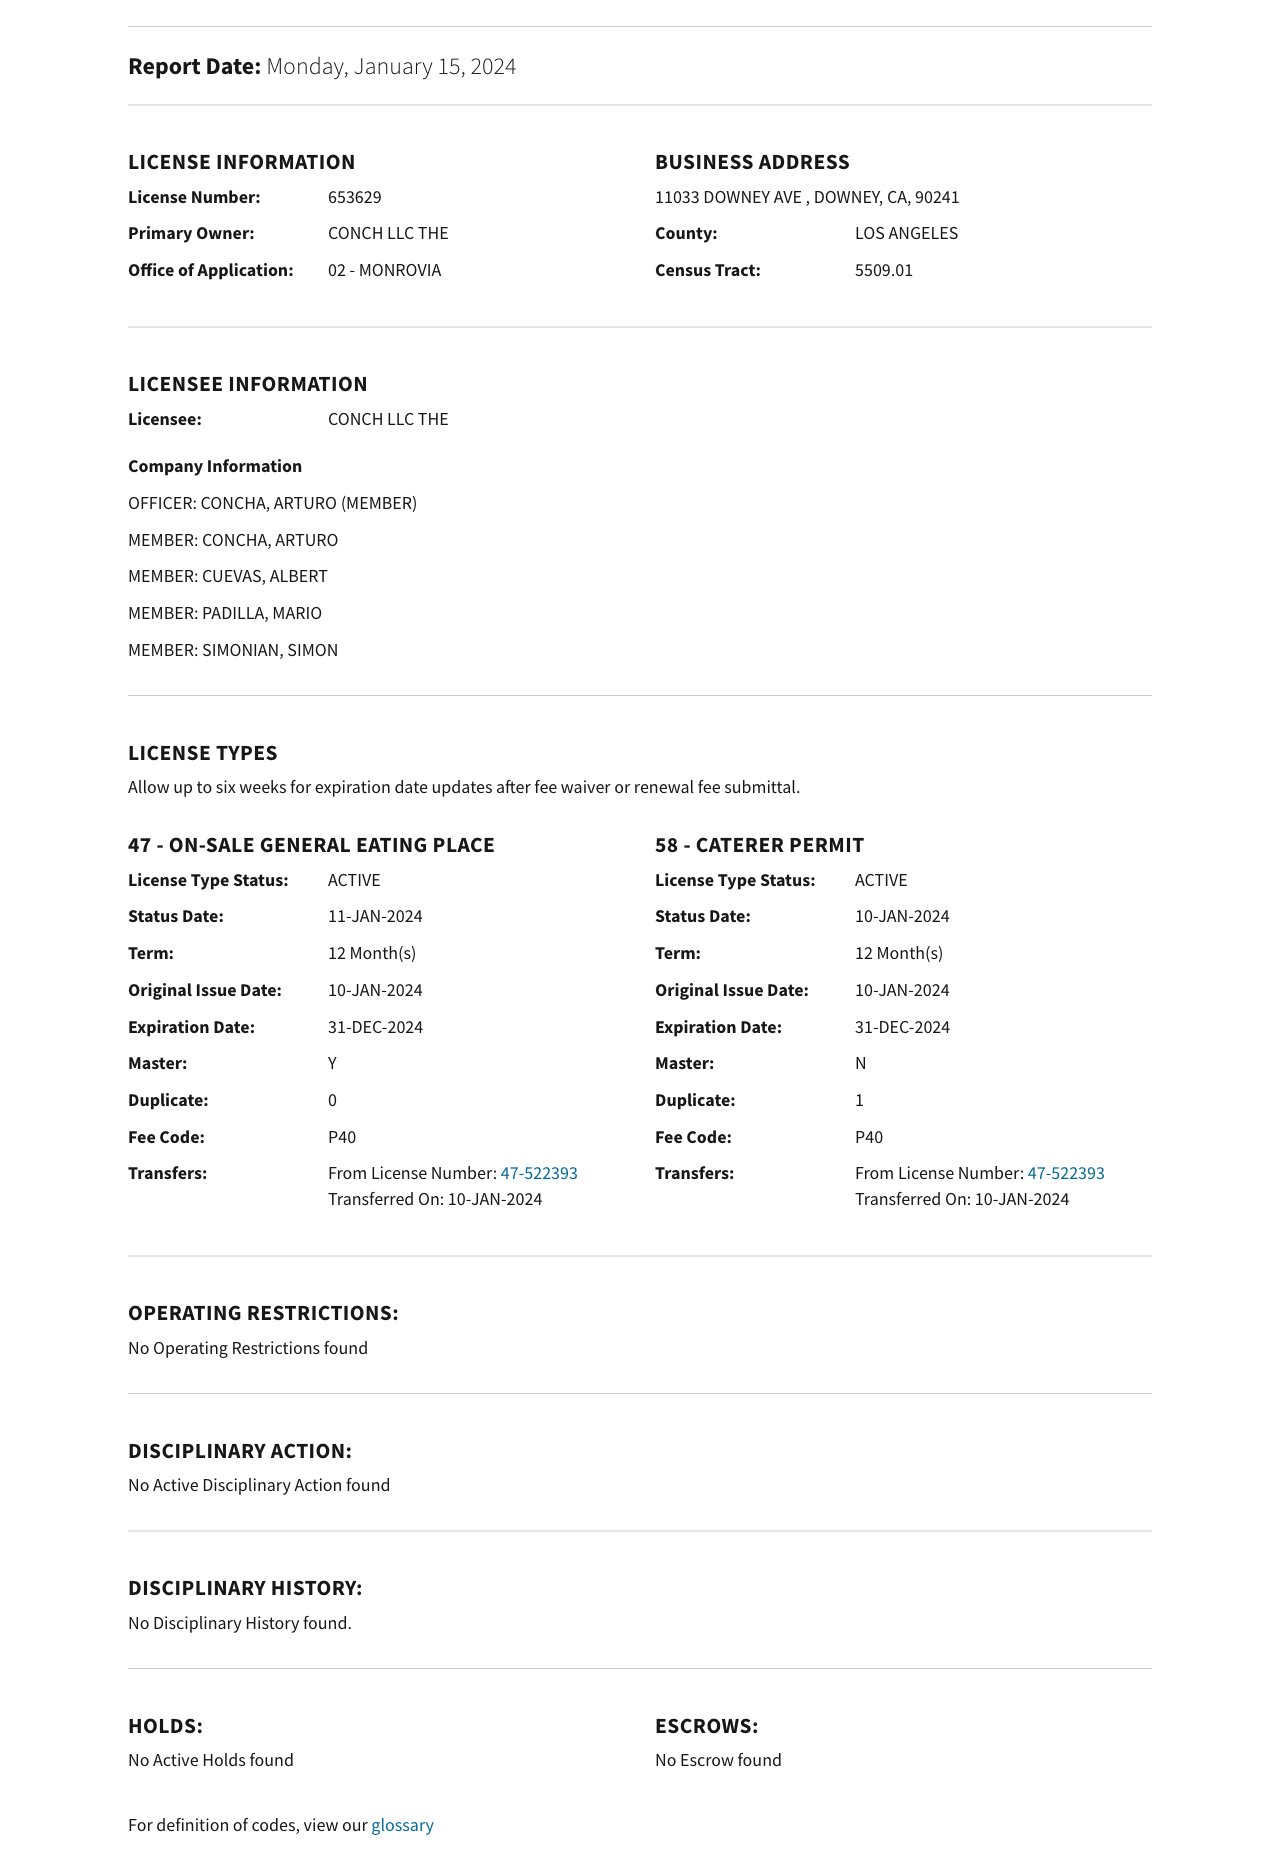 Report Date: Monday, January 15, 2024
LICENSE INFORMATION
License Number: 653629
Primary Owner: CONCH LLC THE
Office of Application: 02 - MONROVIA
BUSINESS ADDRESS
11033 DOWNEY AVE , DOWNEY, CA, 90241
County: LOS ANGELES
Census Tract: 5509.01
LICENSEE INFORMATION
Licensee: CONCH LLC THE
Company Information
OFFICER: CONCHA, ARTURO (MEMBER)
MEMBER: CONCHA, ARTURO
MEMBER: CUEVAS, ALBERT
MEMBER: PADILLA, MARIO
MEMBER: SIMONIAN, SIMON
LICENSE TYPES
Allow up to six weeks for expiration date updates after fee waiver or renewal fee submittal.
47 - ON-SALE GENERAL EATING PLACE
License Type Status: ACTIVE
Status Date: 11-JAN-2024
Term: 12 Month(s)
Original Issue Date: 10-JAN-2024
Expiration Date: 31-DEC-2024
Master: Y
Duplicate: 0
Fee Code: P40
Transfers: From License Number: 47-522393
Transferred On: 10-JAN-2024
58 - CATERER PERMIT
License Type Status: ACTIVE
Status Date: 10-JAN-2024
Term: 12 Month(s)
Original Issue Date: 10-JAN-2024
Expiration Date: 31-DEC-2024
Master: N
Duplicate: 1
Fee Code: P40
Transfers: From License Number: 47-522393
Transferred On: 10-JAN-2024
OPERATING RESTRICTIONS:
No Operating Restrictions found
DISCIPLINARY ACTION:
No Active Disciplinary Action found
DISCIPLINARY HISTORY:
No Disciplinary History found.
HOLDS:
No Active Holds found
ESCROWS:
No Escrow found
For definition of codes, view our glossary